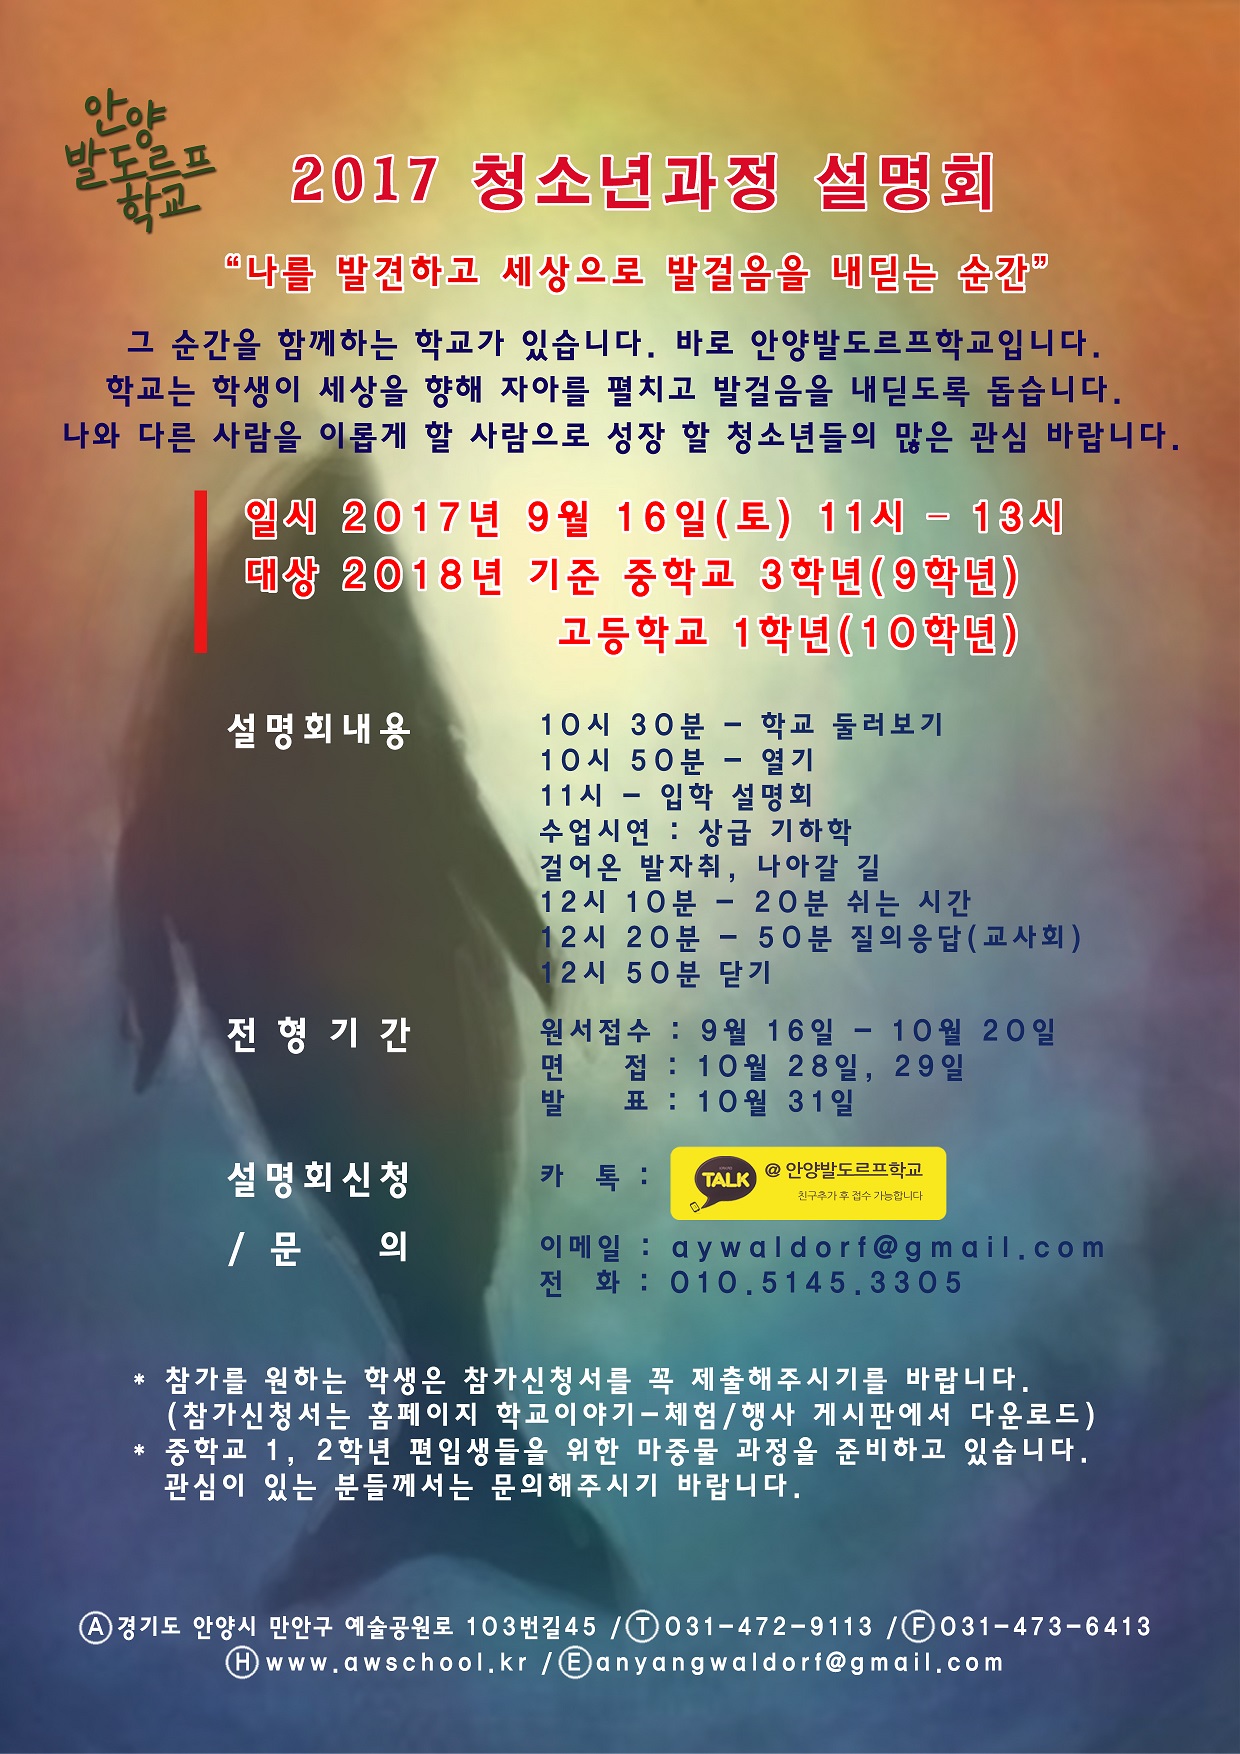 안양
발도르프
학교
2017 청소년과정 설명회
“나를 발견하고 세상으로 발걸음을 내딛는 순간”
그 순간을 함께하는 학교가 있습니다. 바로 안양발도르프학교입니다.
학교는 학생이 세상을 향해 자아를 펼치고 발걸음을 내딛도록 돕습니다.
나와 다른 사람을 이롭게 할 사람으로 성장 할 청소년들의 많은 관심 바랍니다.
일시 2017년 9월 16일(토) 11시 - 13시
대상 2018년 기준 중학교 3학년(9학년)
고등학교 1학년(10학년)
설명회내용
10시 30분 - 학교 둘러보기
10시 50분 - 열기
11시 - 입학 설명회
수업시연 : 상급 기하학
걸어온 발자취, 나아갈 길
12시 10분 - 20분 쉬는 시간
12시 20분 - 50분 질의응답(교사회)
12시 50분 닫기
전 형 기 간
원서접수 : 9월 16일 - 10월 20일
면 접 : 10월 28일, 29일
발 표 : 10월 31일
설명회신청
/ 문 의
카 톡 :
TALK @ 안양발도르프학교
친구추가 후 접수 가능합니다
이메일 : aywaldorf@gmail.com
전 화 : 010.5145.3305
* 참가를 원하는 학생은 참가신청서를 꼭 제출해주시기를 바랍니다.
(참가신청서는 홈페이지 학교이야기-체험/행사 게시판에서 다운로드)
* 중학교 1, 2학년 편입생들을 위한 마중물 과정을 준비하고 있습니다.
관심이 있는 분들께서는 문의해주시기 바랍니다.
Ⓐ경기도 안양시 만안구 예술공원로 103번길45 /Ⓣ031-472-9113 /Ⓕ031-473-6413
Ⓗwww.awschool.kr /Ⓔanyangwaldorf@gmail.com